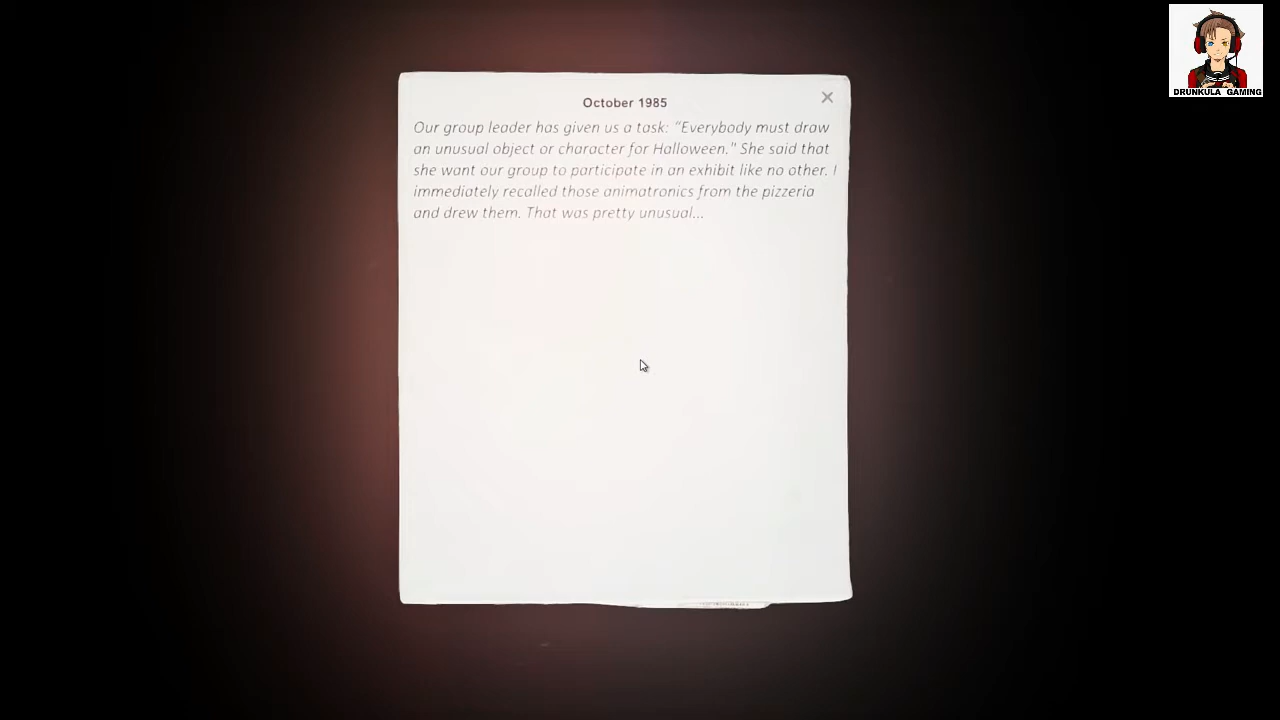 October 1985
Our group leader has given us a task: “Everybody must draw
an unusual object or character for Halloween." She said that
she want our group to participate in an exhibit like no other. I
immediately recalled those animatronics from the pizzeria
and drew them. That was pretty unusual...
DRUNKULA GAMING